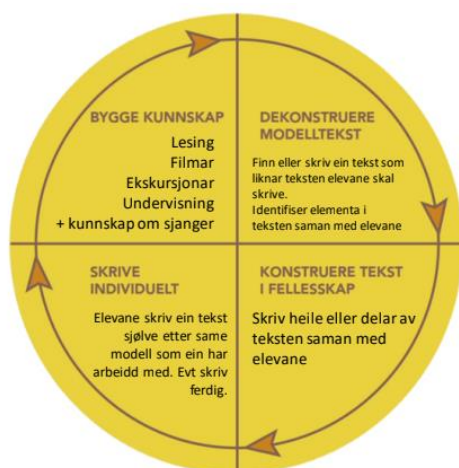 BYGGE KUNNSKAP
Lesing
Filmar
Ekskursjonar
Undervisning
+ kunnskap om sjanger
DEKONSTRUERE
MODELLTEKST
Finn eller skriv ein tekst som
liknar teksten elevane skal
skrive.
Identifiser elementa i
teksten saman med elevane
SKRIVE
INDIVIDUELT
Elevane skriv ein tekst
sjølve etter same
modell som ein har
arbeidd med. Evt skriv
ferdig.
KONSTRUERE TEKST
I FELLESSKAP
Skriv heile eller delar av
teksten saman med
elevane